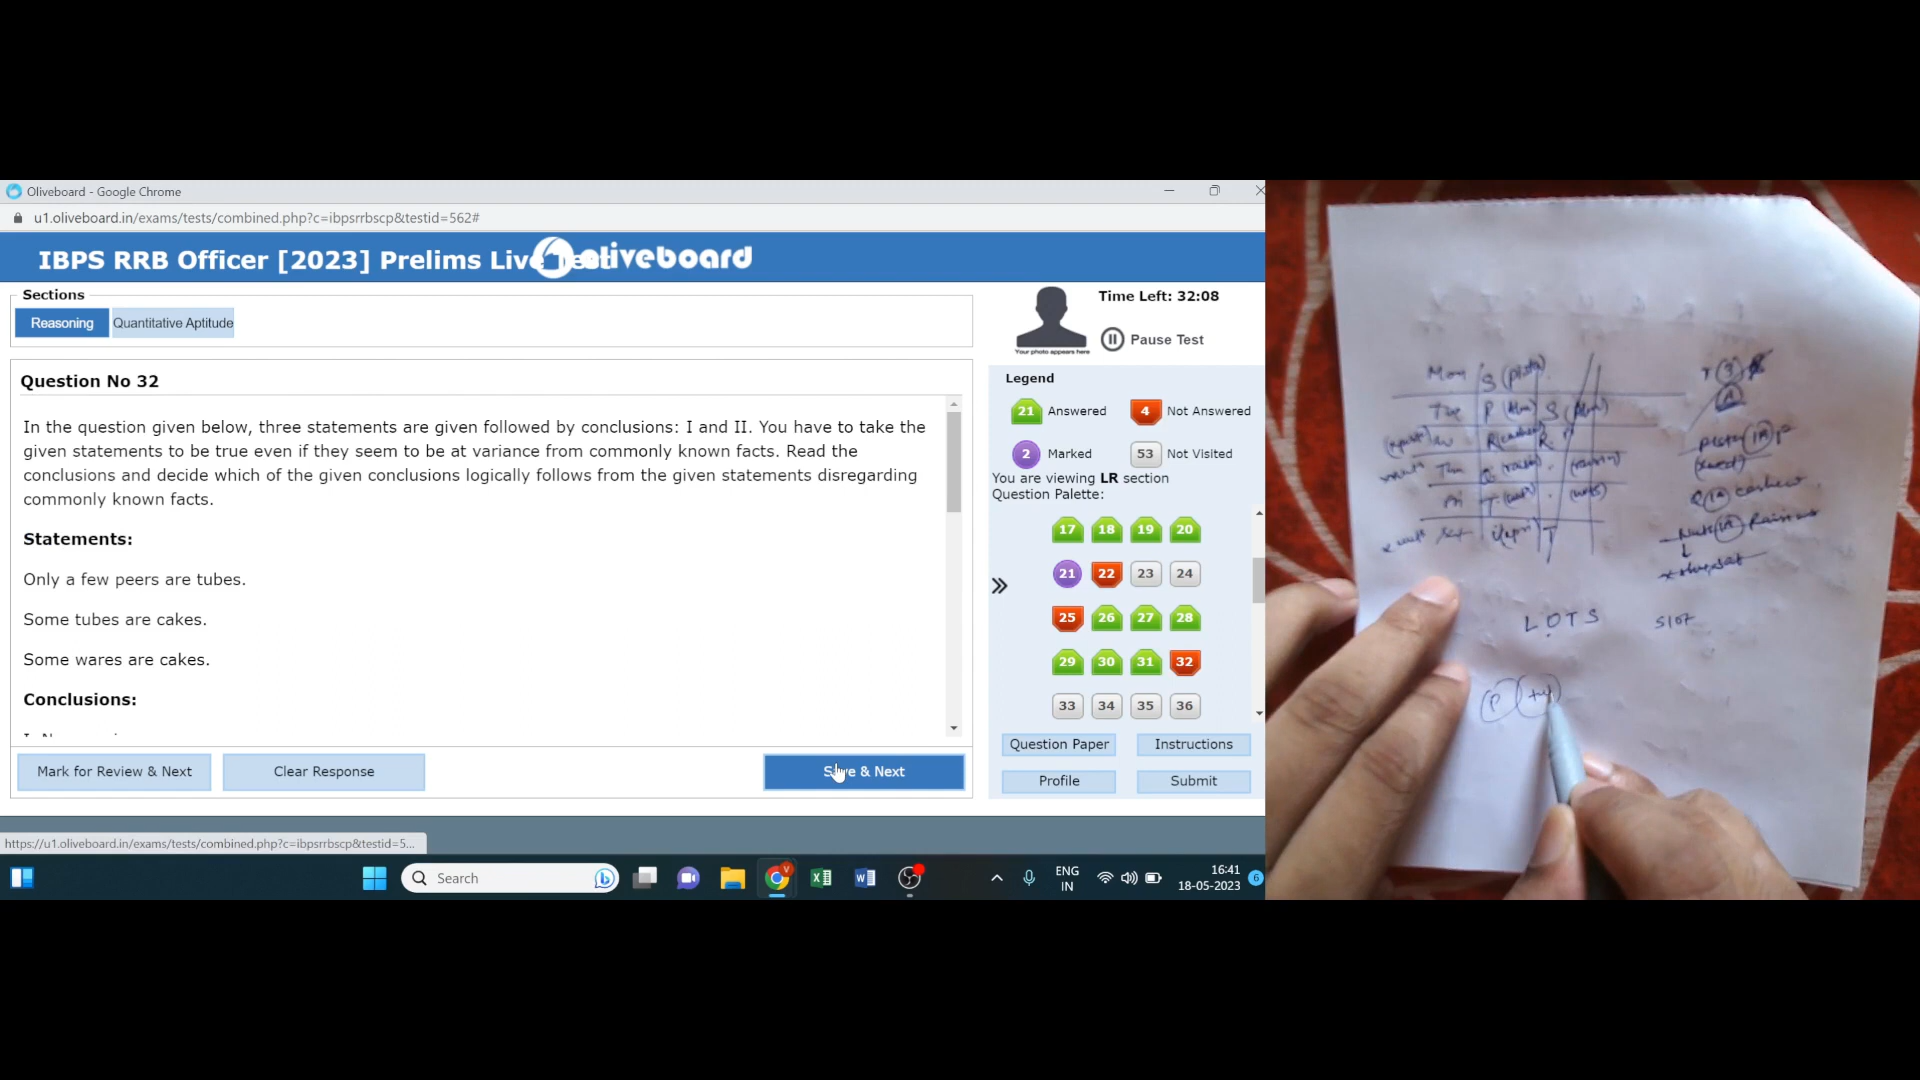 Oliveboard - Google Chrome
u1.oliveboard.in/exams/tests/combined.php?c=ibpsrrbscp&testid=562#
IBPS RRB Officer [2023] Prelims Live
oliveboard
Sections
Reasoning
Quantitative Aptitude
Time Left: 32:08
Your photo appears here
Pause Test
Question No 32
In the question given below, three statements are given followed by conclusions: I and II. You have to take the
given statements to be true even if they seem to be at variance from commonly known facts. Read the
conclusions and decide which of the given conclusions logically follows from the given statements disregarding
commonly known facts.
Statements:
Only a few peers are tubes.
Some tubes are cakes.
Some wares are cakes.
Conclusions:
Mark for Review & Next
Clear Response
Save & Next
Legend
21 Answered
4 Not Answered
2 Marked
53 Not Visited
You are viewing LR section
Question Palette:
17 18 19 20
21 22 23 24
25 26 27 28
29 30 31 32
33 34 35 36
Question Paper
Instructions
Profile
Submit
https://u1.oliveboard.in/exams/tests/combined.php?c=ibpsrrbscp&testid=5...
Search
ENG
IN
16:41
18-05-2023
6
Mon S (pista)
Tue P
LOTS
SLOT
P